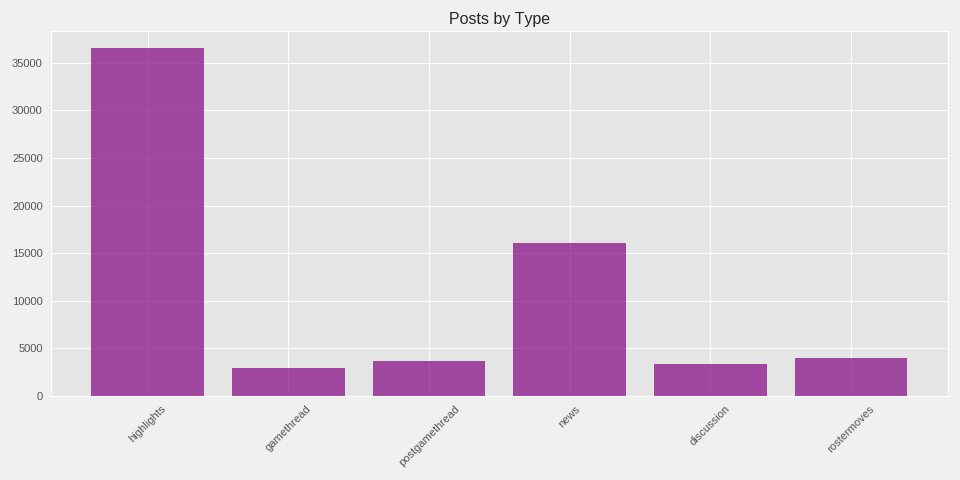 Posts by Type
35000
30000
25000
20000
15000
10000
5000
0
highlights
gamethread
postgamethread
news
discussion
rostermoves